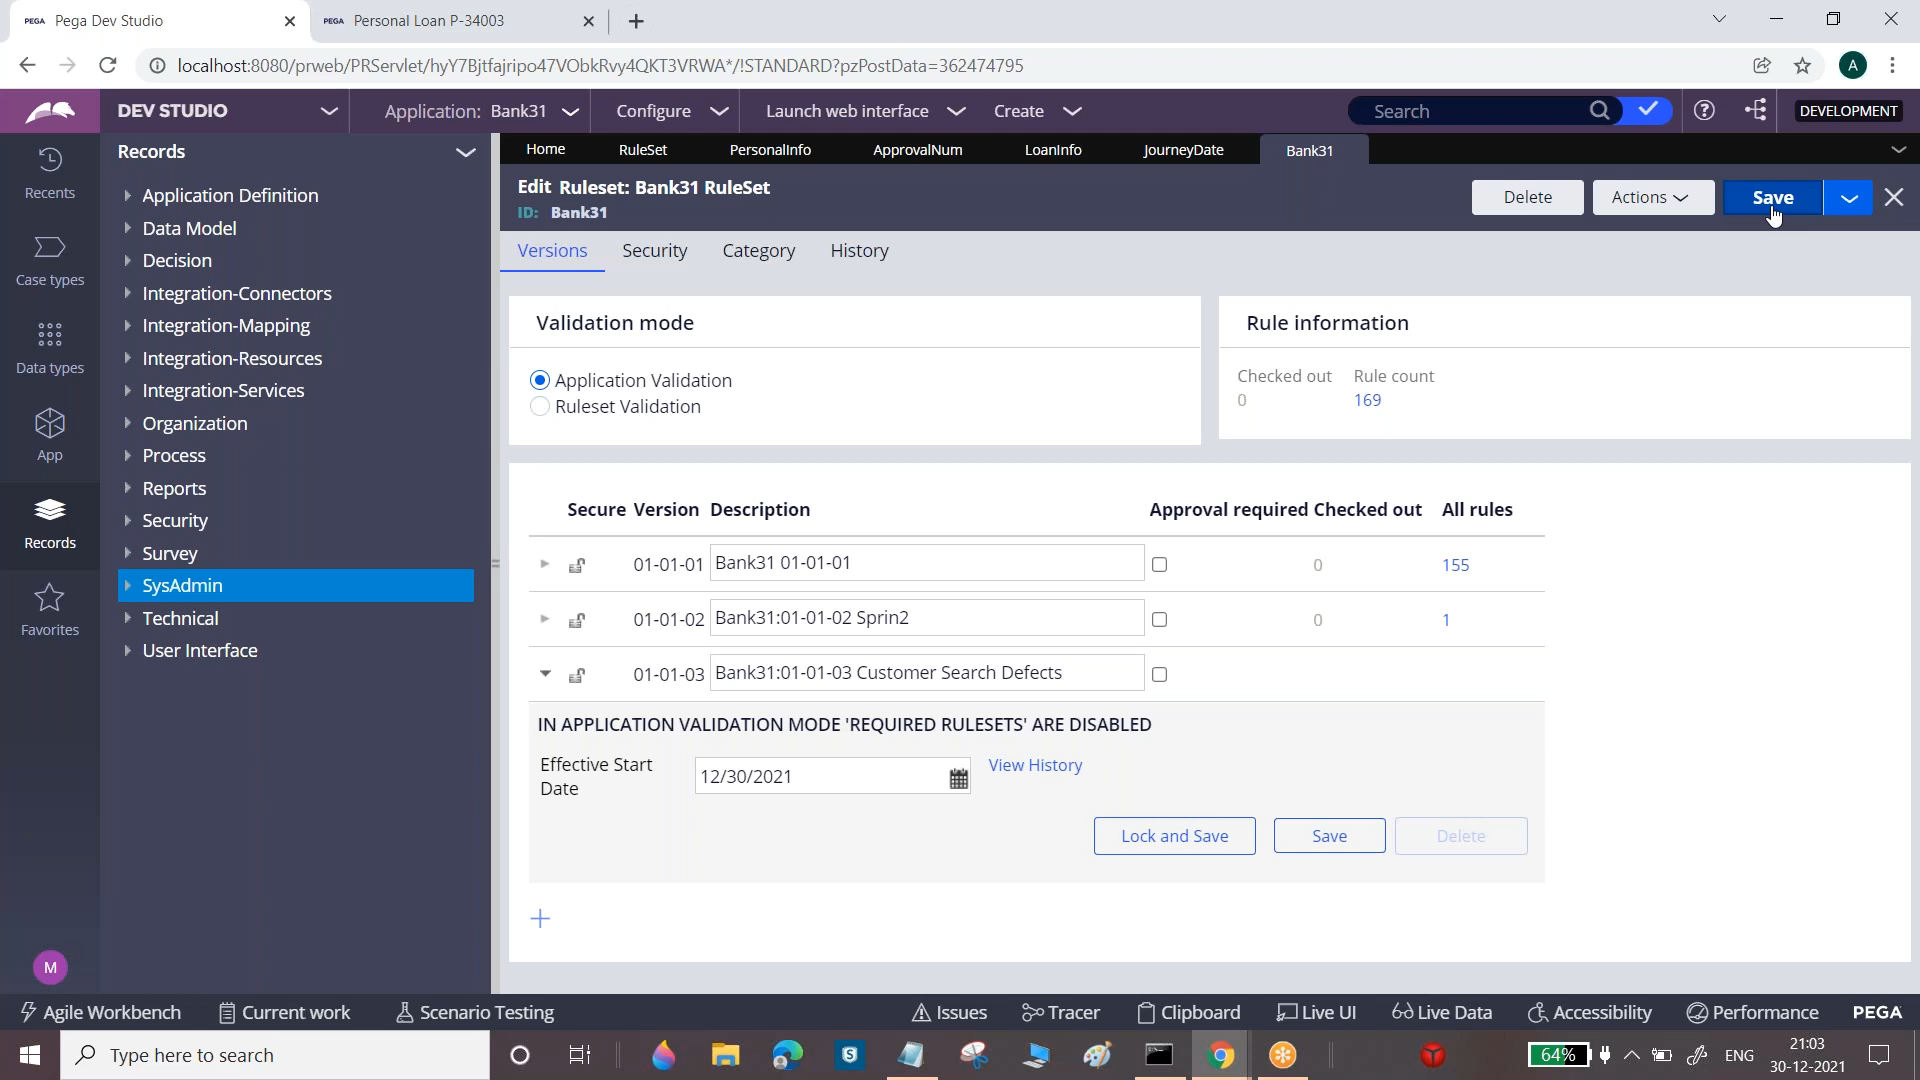 PEGA Pega Dev Studio
PEGA Personal Loan P-34003
localhost:8080/prweb/PRServlet/hyY7Bjtfajripo47VObkRvy4QKT3VRWA*/!STANDARD?pzPostData=362474795
A
DEV STUDIO
Application: Bank31
Configure
Launch web interface
Create
Search
DEVELOPMENT
Recents
Case types
Data types
App
Records
Favorites
M
Records
Application Definition
Data Model
Decision
Integration-Connectors
Integration-Mapping
Integration-Resources
Integration-Services
Organization
Process
Reports
Security
Survey
SysAdmin
Technical
User Interface
Home RuleSet PersonalInfo ApprovalNum LoanInfo JourneyDate Bank31
Edit Ruleset: Bank31 RuleSet
ID: Bank31
Delete Actions Save
Versions Security Category History
Validation mode
Application Validation
Ruleset Validation
Rule information
Checked out Rule count
0 169
Secure Version Description Approval required Checked out All rules
01-01-01 Bank31 01-01-01 0 155
01-01-02 Bank31:01-01-02 Sprin2 0 1
01-01-03 Bank31:01-01-03 Customer Search Defects
IN APPLICATION VALIDATION MODE 'REQUIRED RULESETS' ARE DISABLED
Effective Start
Date
12/30/2021
View History
Lock and Save Save Delete
Agile Workbench Current work Scenario Testing Issues Tracer Clipboard Live UI Live Data Accessibility Performance PEGA
Type here to search
S
64%
ENG
21:03
30-12-2021